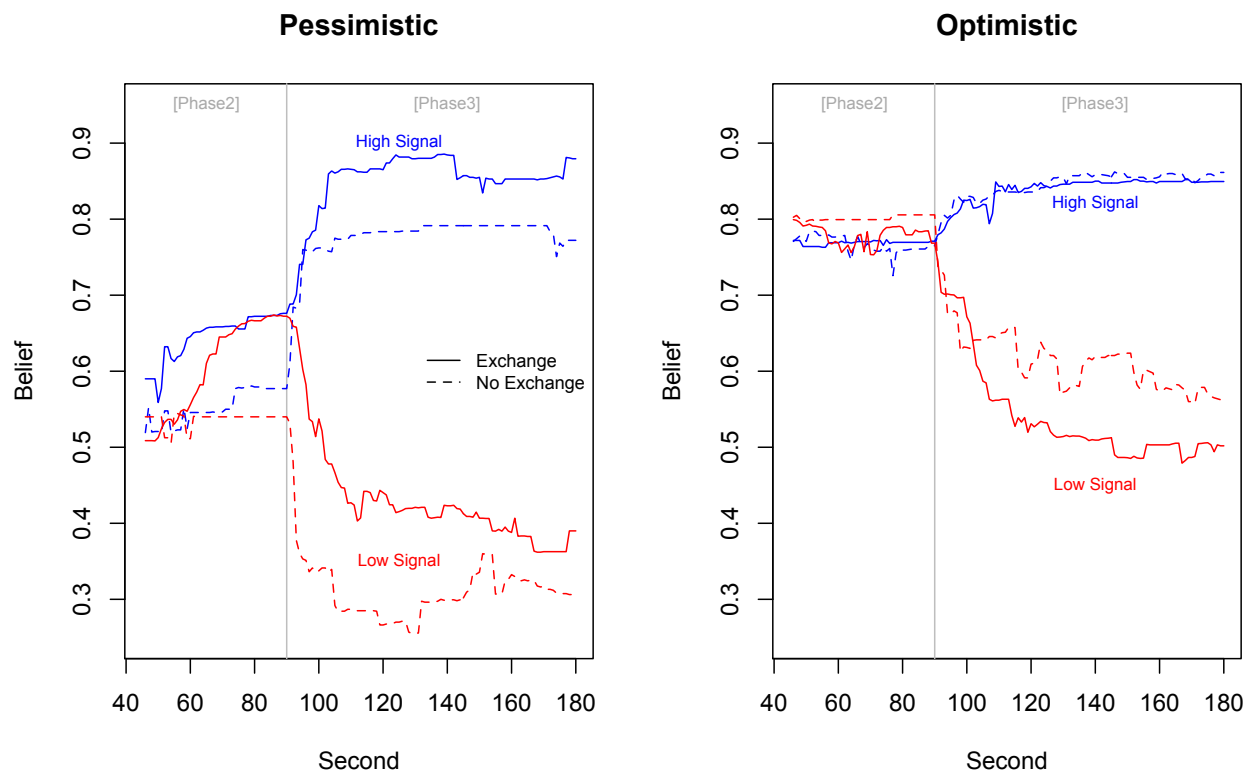 Pessimistic
[Phase2]
[Phase3]
High Signal
Exchange
No Exchange
Low Signal
Belief
0.9
0.8
0.7
0.6
0.5
0.4
0.3
40 60 80 100 120 140 160 180
Second
Optimistic
[Phase2]
[Phase3]
High Signal
Low Signal
Belief
0.9
0.8
0.7
0.6
0.5
0.4
0.3
40 60 80 100 120 140 160 180
Second